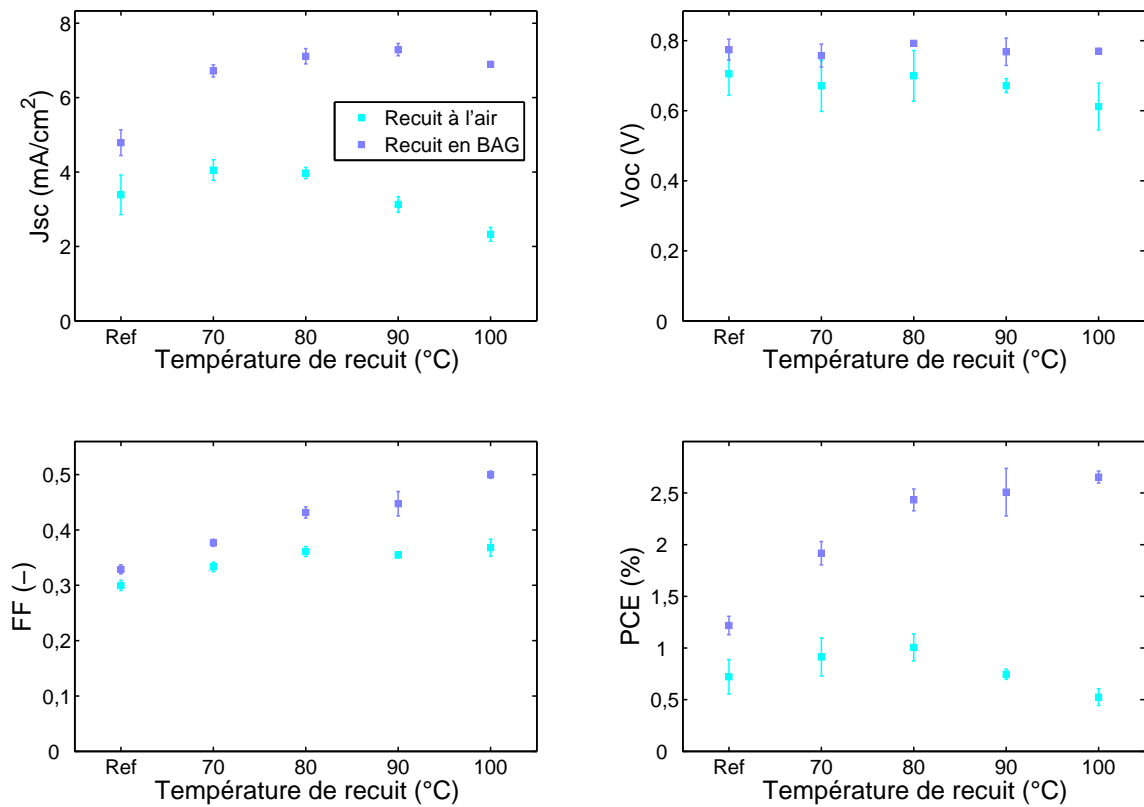 8
6
4
2
0
Jsc (mA/cm²)
Recuit à l'air
Recuit en BAG
Ref 70 80 90 100
Température de recuit (°C)
0.8
0.6
0,4
0,2
0
Voc (V)
Ref 70 80 90 100
Température de recuit (°C)
0,5
0,4
0,3
0,2
0,1
0
FF (–)
Ref 70 80 90 100
Température de recuit (°C)
2,5
2
1,5
1
0,5
0
PCE (%)
Ref 70 80 90 100
Température de recuit (°C)